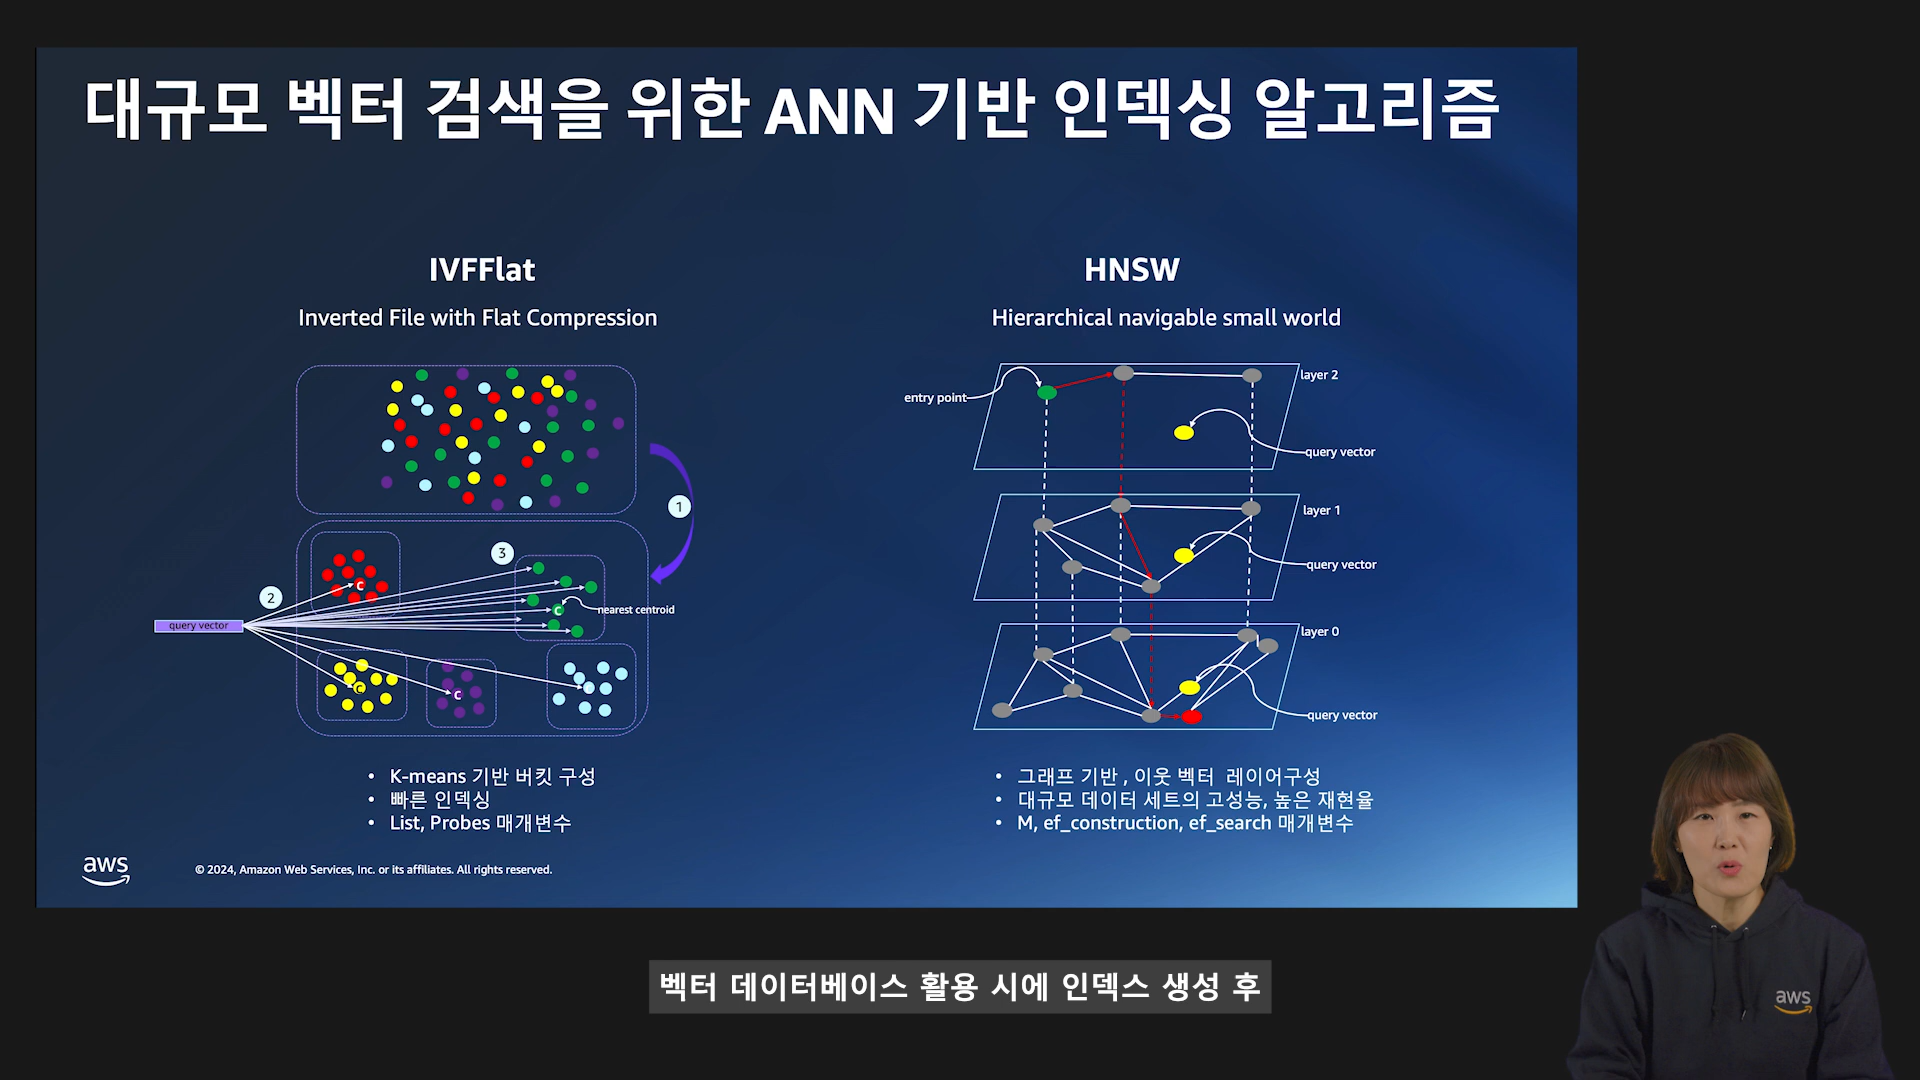 대규모 벡터 검색을 위한 ANN 기반 인덱싱 알고리즘
IVFFlat
Inverted File with Flat Compression
1
2
3
query vector
C
C
nearest centroid
C
C
• K-means 기반 버킷 구성
• 빠른 인덱싱
• List, Probes 매개변수
HNSW
Hierarchical navigable small world
entry point
layer 2
query vector
layer 1
query vector
layer 0
query vector
• 그래프 기반 , 이웃 벡터 레이어구성
• 대규모 데이터 세트의 고성능, 높은 재현율
• M, ef_construction, ef_search 매개변수
aws
© 2024, Amazon Web Services, Inc. or its affiliates. All rights reserved.
aws
벡터 데이터베이스 활용 시에 인덱스 생성 후